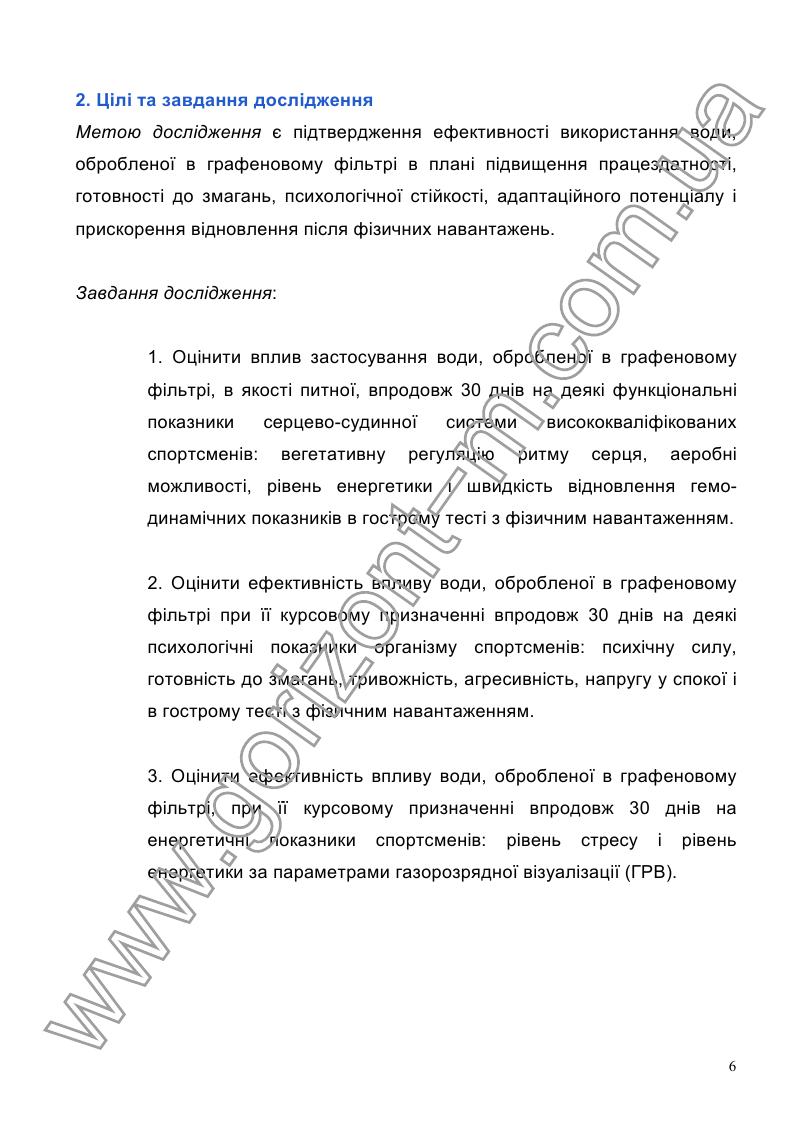 2. Цілі та завдання дослідження
Метою дослідження є підтвердження ефективності використання води,
обробленої в графеновому фільтрі в плані підвищення працездатності,
готовності до змагань, психологічної стійкості, адаптаційного потенціалу і
прискорення відновлення після фізичних навантажень.
Завдання дослідження:
1. Оцінити вплив застосування води, обробленої в графеновому
фільтрі, в якості питної, впродовж 30 днів на деякі функціональні
показники серцево-судинної системи висококваліфікованих
спортсменів: вегетативну регуляцію ритму серця, аеробні
можливості, рівень енергетики і швидкість відновлення гемо-
динамічних показників в гострому тесті з фізичним навантаженням.
2. Оцінити ефективність впливу води, обробленої в графеновому
фільтрі при її курсовому призначенні впродовж 30 днів на деякі
психологічні показники організму спортсменів: психічну силу,
готовність до змагань, тривожність, агресивність, напругу у спокої і
в гострому тесті з фізичним навантаженням.
3. Оцінити ефективність впливу води, обробленої в графеновому
фільтрі, при її курсовому призначенні впродовж 30 днів на
енергетичні показники спортсменів: рівень стресу і рівень
енергетики за параметрами газорозрядної візуалізації (ГРВ).
www.gorizont-m.com.ua
6